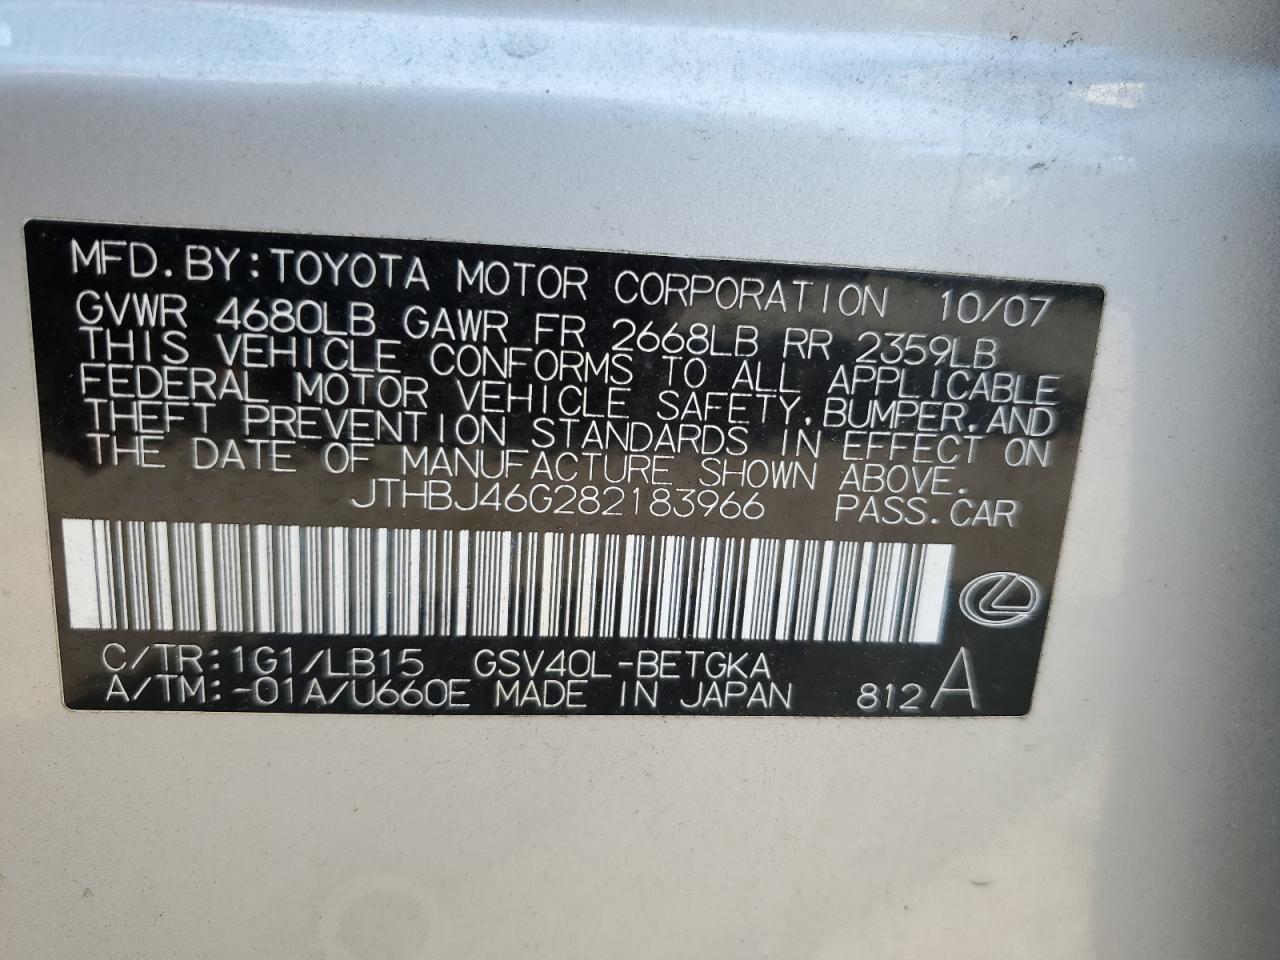 MFD.BY:TOYOTA MOTOR CORPORATION 10/07
GVWR 4680LB GAWR FR 2668LB RR 2359LB
THIS VEHICLE CONFORMS TO ALL APPLICABLE
FEDERAL MOTOR VEHICLE SAFETY,BUMPER,AND
THEFT PREVENTION STANDARDS IN EFFECT ON
THE DATE OF MANUFACTURE SHOWN ABOVE.
JTHBJ46G282183966 PASS.CAR
C/TR:1G1/LB15 GSV40L-BETGKA
A/TM:-01A/U660E MADE IN JAPAN 812A